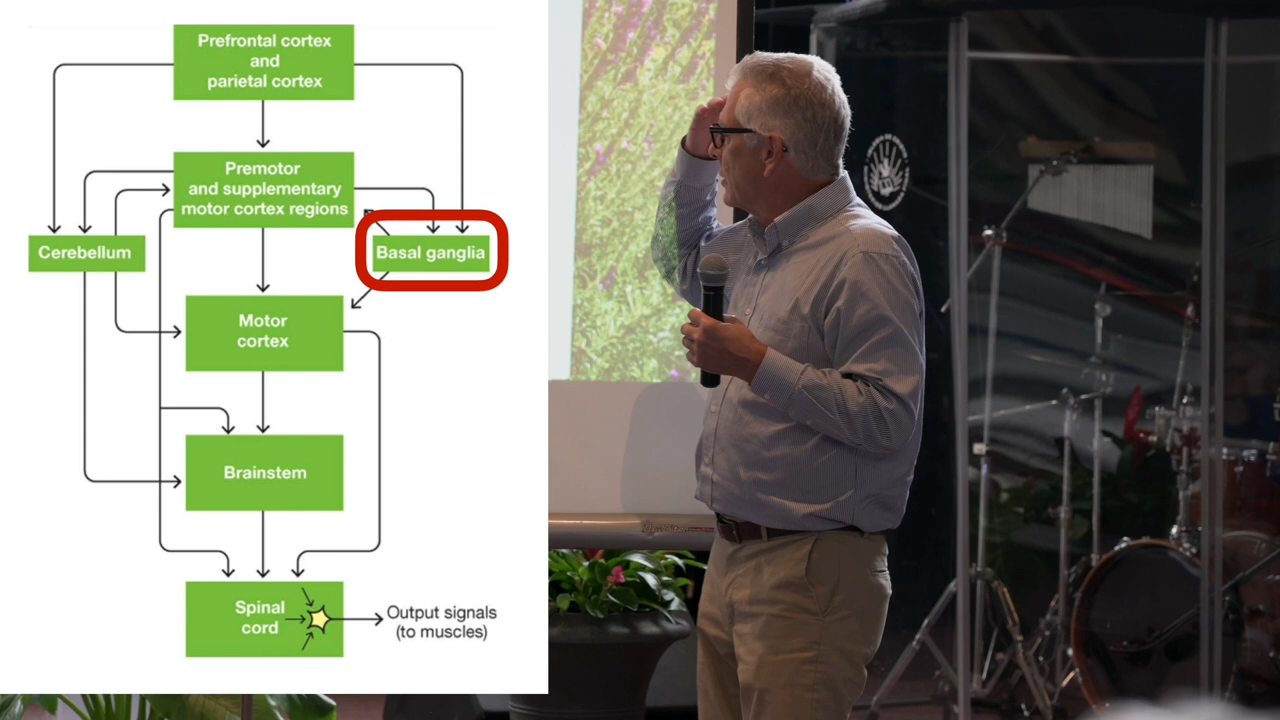 Prefrontal cortex
and
parietal cortex
Premotor
and supplementary
motor cortex regions
Cerebellum
Basal ganglia
Motor
cortex
Brainstem
Spinal
cord
Output signals
(to muscles)